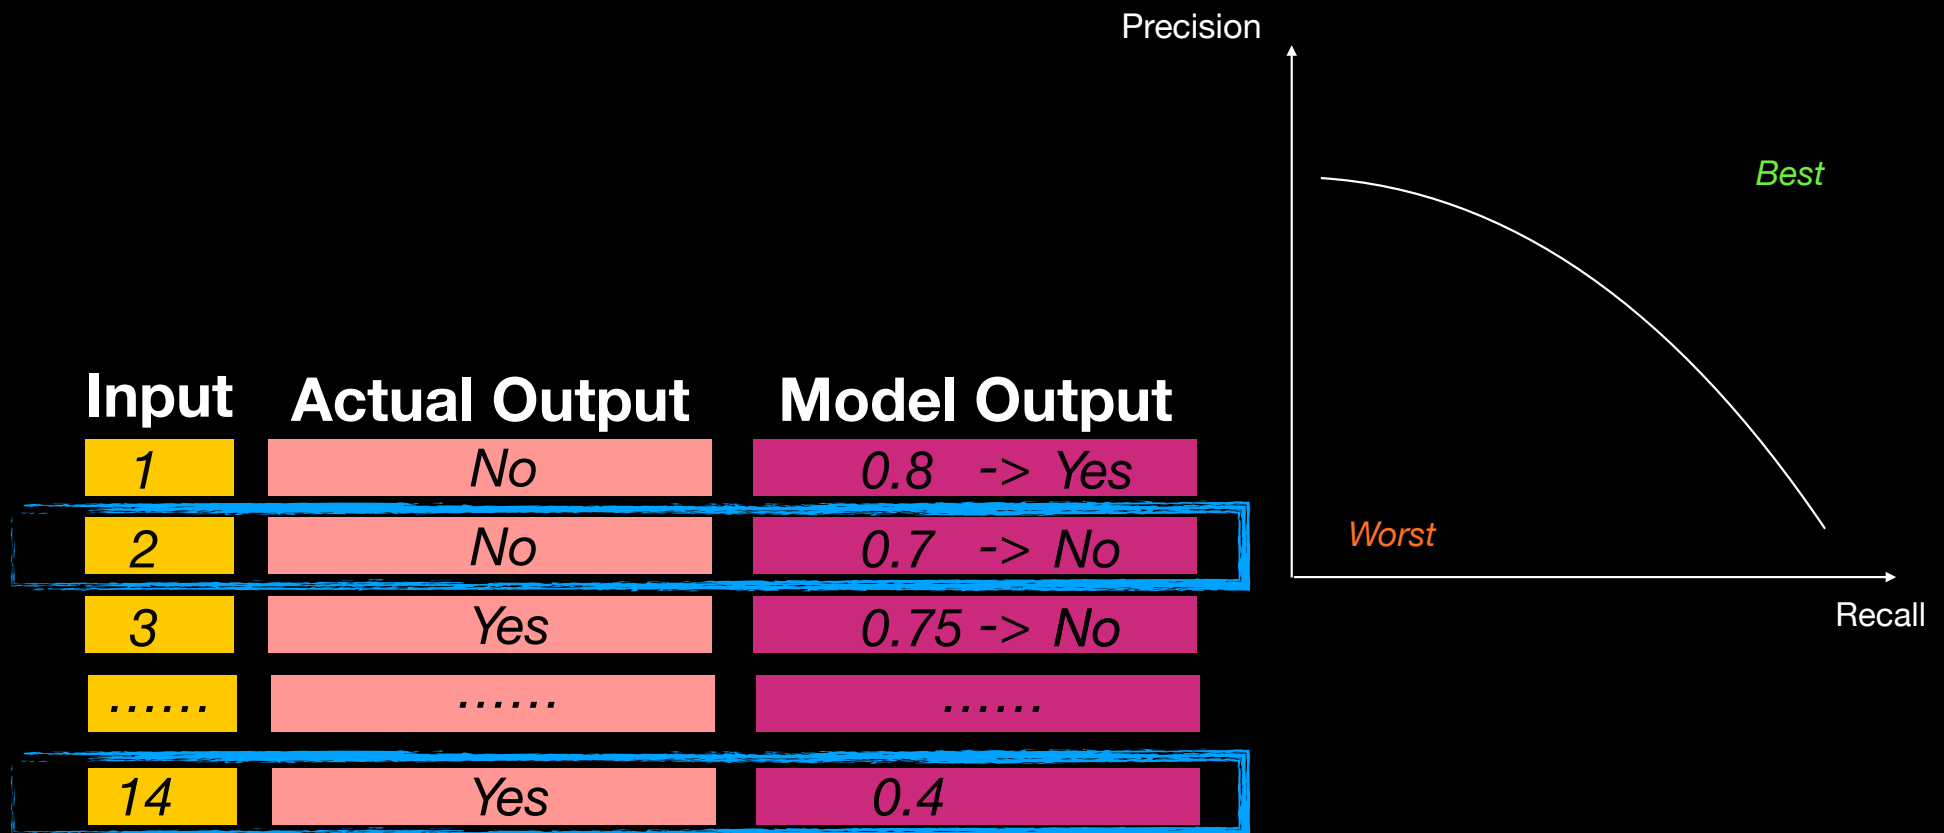 Precision
Best
Worst
Recall
Input Actual Output Model Output
1 No 0.8 -> Yes
2 No 0.7 -> No
3 Yes 0.75 -> No
...... ...... ......
14 Yes 0.4